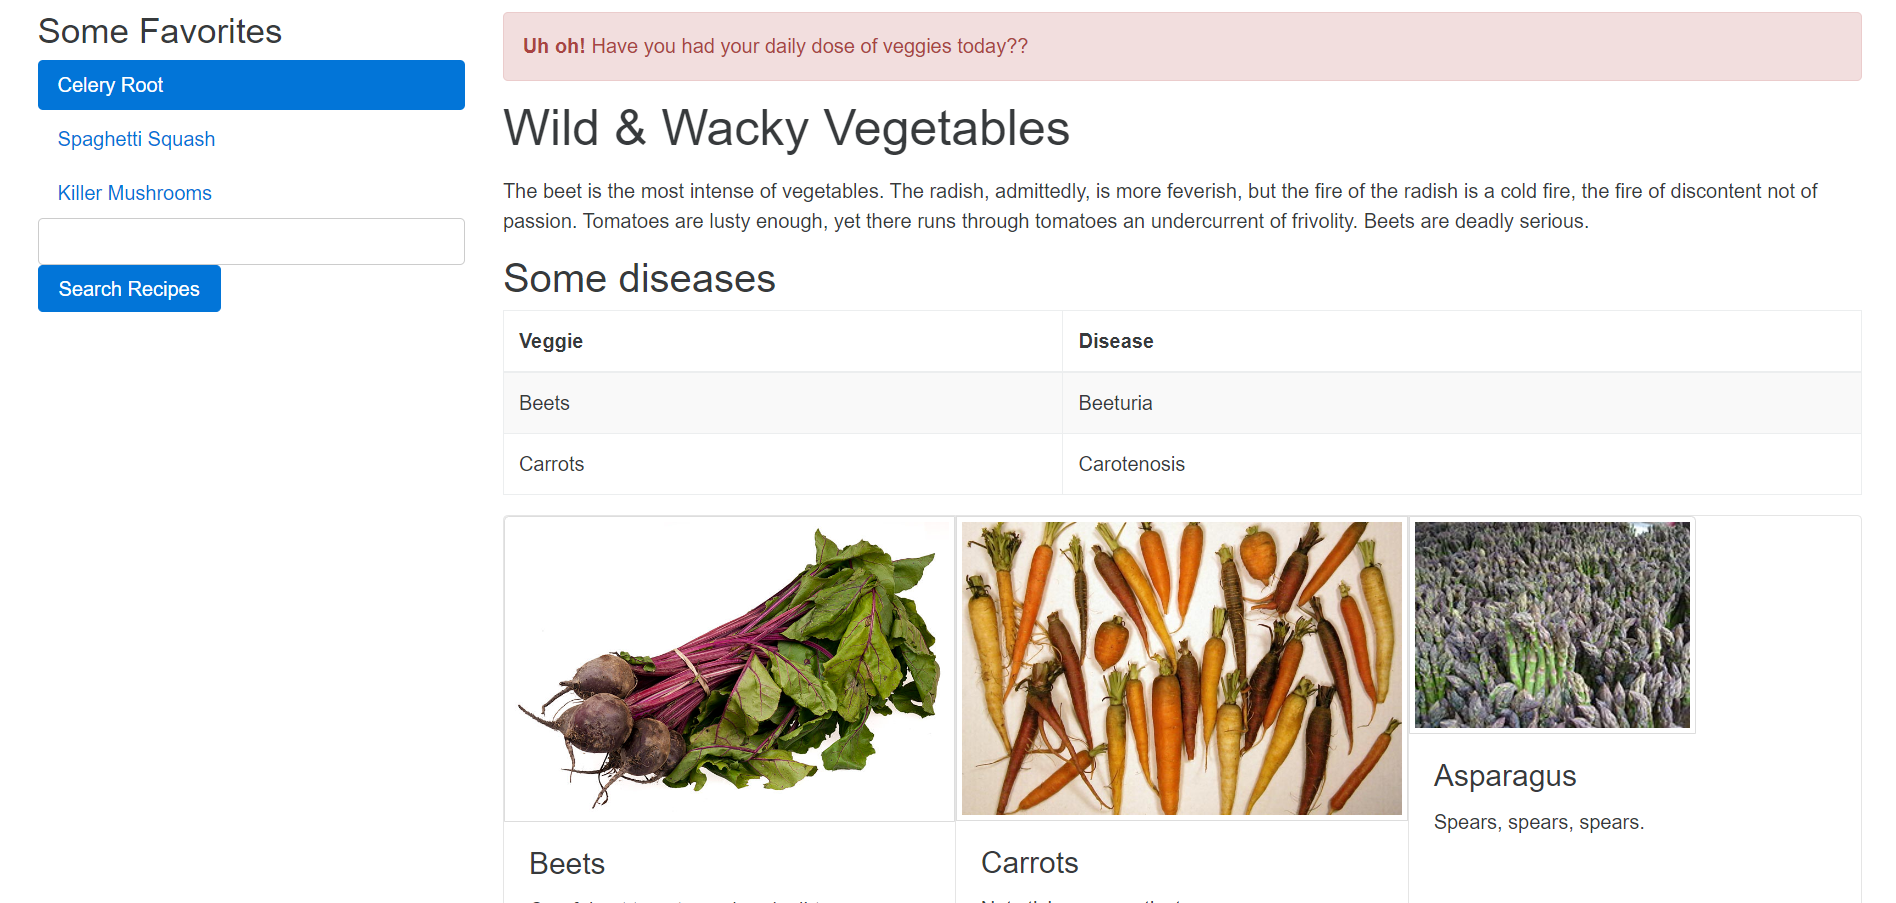 Some Favorites
Celery Root
Spaghetti Squash
Killer Mushrooms
Search Recipes
Uh oh! Have you had your daily dose of veggies today??
Wild & Wacky Vegetables
The beet is the most intense of vegetables. The radish, admittedly, is more feverish, but the fire of the radish is a cold fire, the fire of discontent not of
passion. Tomatoes are lusty enough, yet there runs through tomatoes an undercurrent of frivolity. Beets are deadly serious.
Some diseases
Veggie Disease
Beets Beeturia
Carrots Carotenosis
Beets
Carrots
Asparagus
Spears, spears, spears.